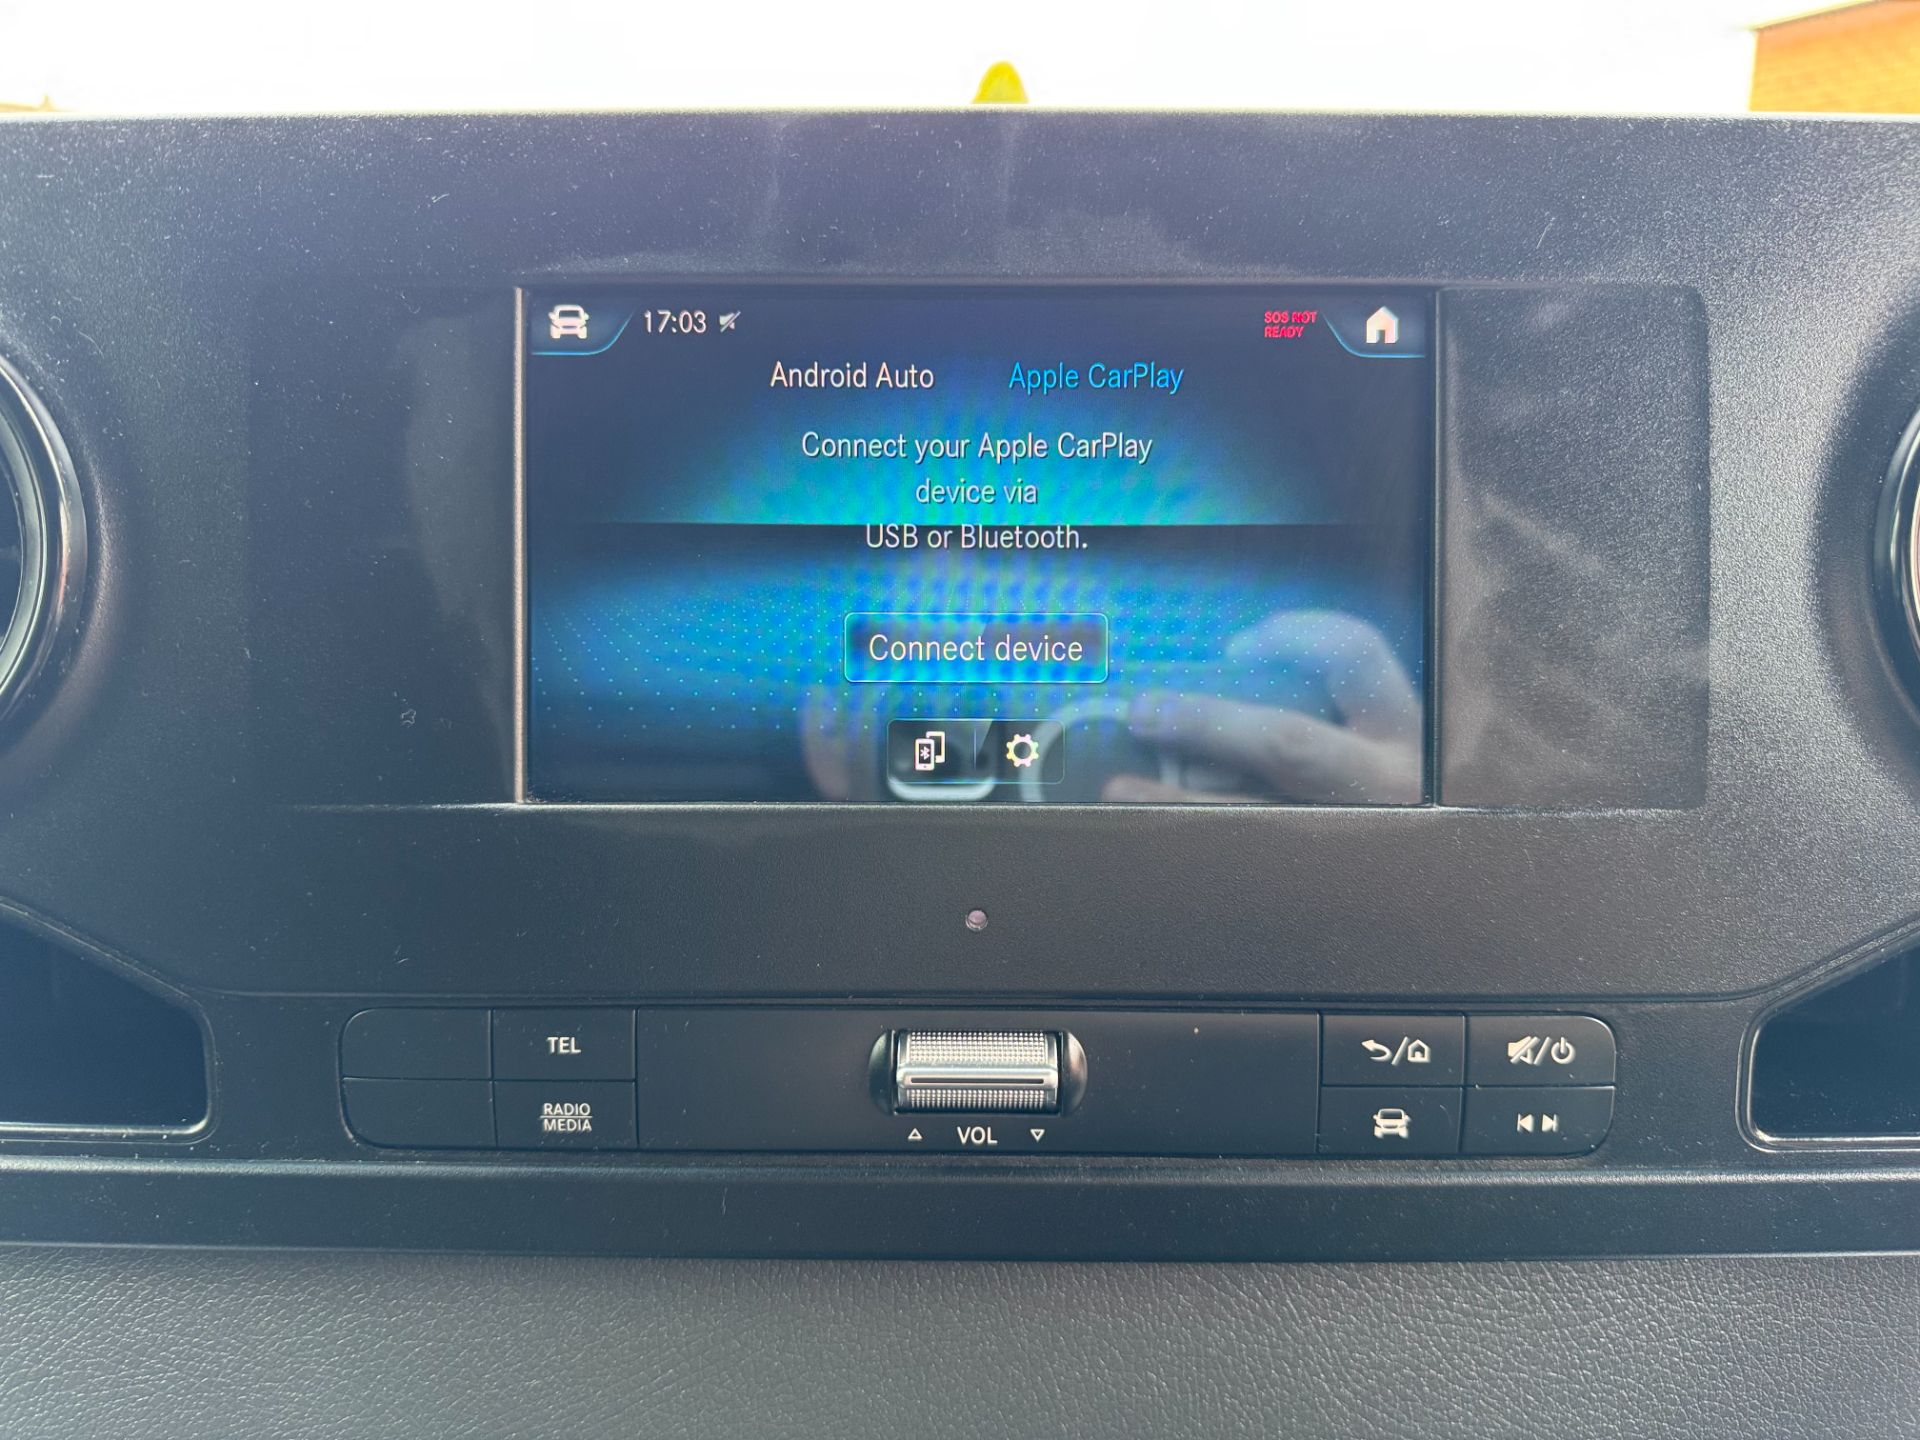 17:03
SOS NOT
READY
Android Auto Apple CarPlay
Connect your Apple CarPlay
device via
USB or Bluetooth.
Connect device
TEL
RADIO
MEDIA
VOL